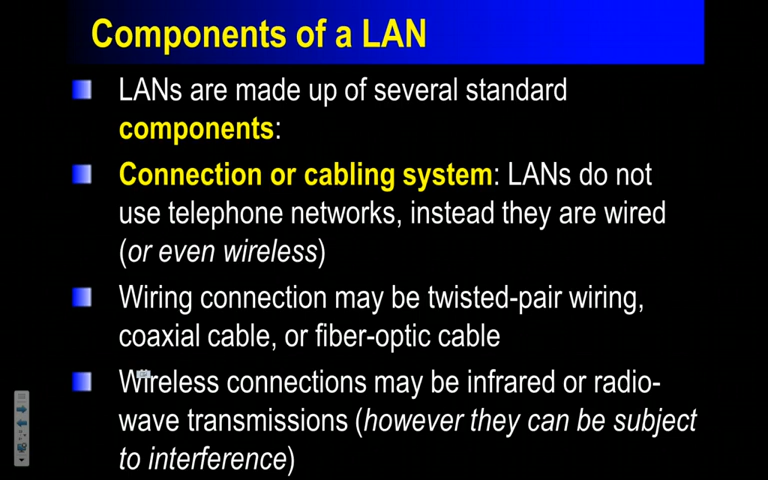 Components of a LAN
LANs are made up of several standard
components:
Connection or cabling system: LANs do not
use telephone networks, instead they are wired
(or even wireless)
Wiring connection may be twisted-pair wiring,
coaxial cable, or fiber-optic cable
Wireless connections may be infrared or radio-
wave transmissions (however they can be subject
to interference)